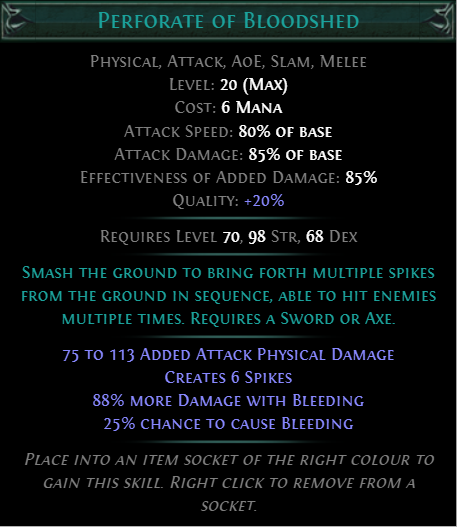 Perforate of Bloodshed
Physical, Attack, AoE, Slam, Melee
Level: 20 (Max)
Cost: 6 Mana
Attack Speed: 80% of base
Attack Damage: 85% of base
Effectiveness of Added Damage: 85%
Quality: +20%
Requires Level 70, 98 Str, 68 Dex
Smash the ground to bring forth multiple spikes
from the ground in sequence, able to hit enemies
multiple times. Requires a Sword or Axe.
75 to 113 Added Attack Physical Damage
Creates 6 Spikes
88% more Damage with Bleeding
25% chance to cause Bleeding
Place into an item socket of the right colour to
gain this skill. Right click to remove from a
socket.